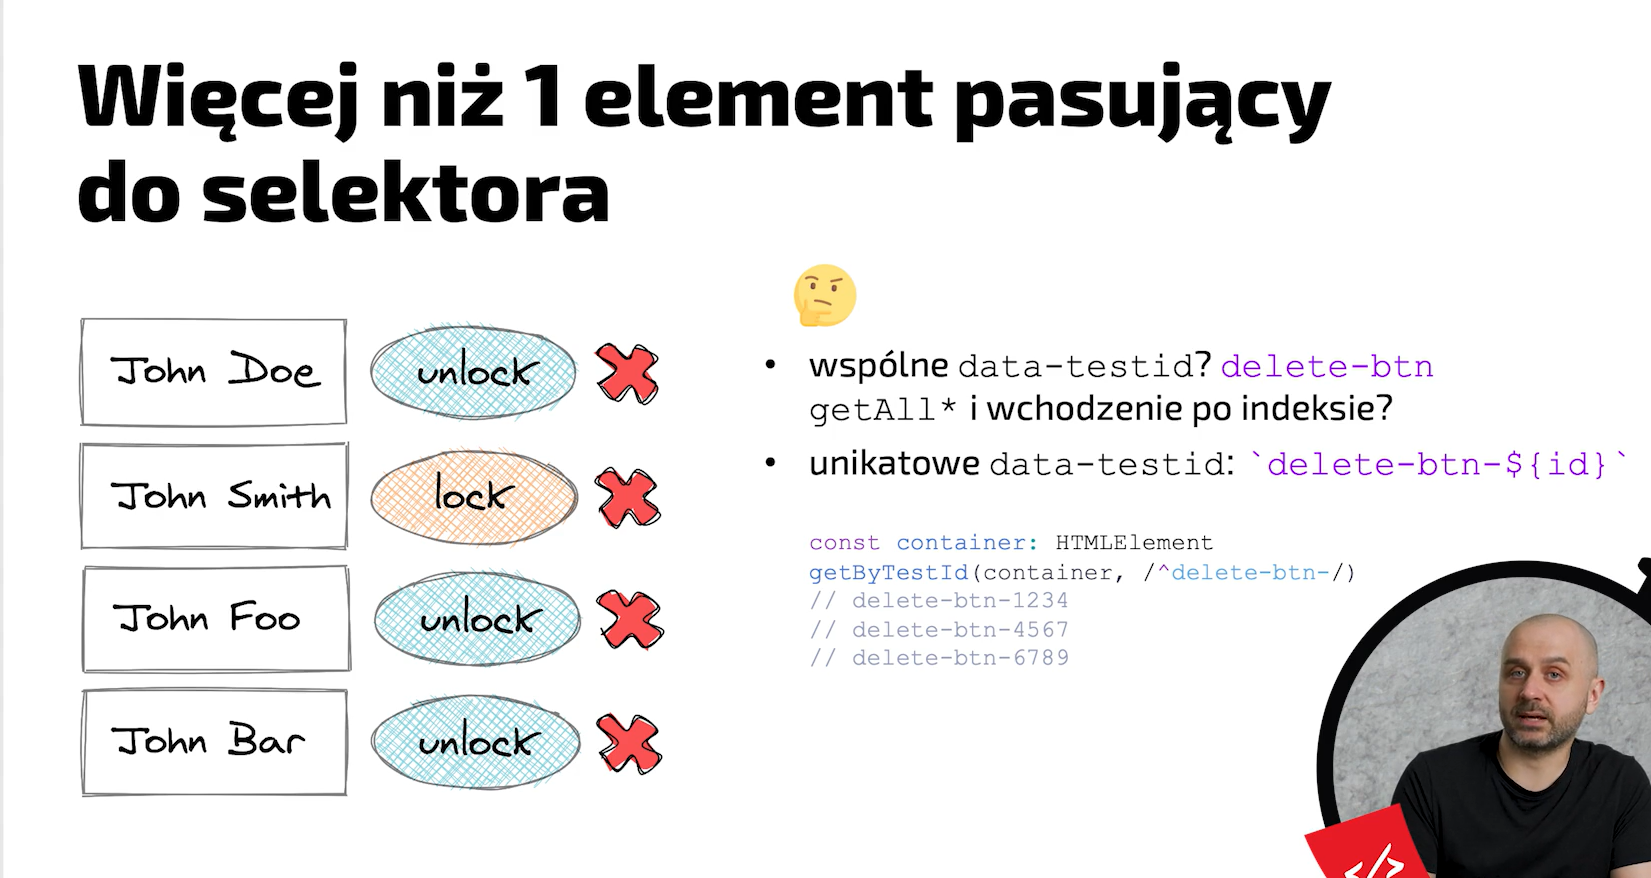 Więcej niż 1 element pasujący
do selektora
John Doe unlock
John Smith lock
John Foo unlock
John Bar unlock
• wspólne data-testid? delete-btn
getAll* i wchodzenie po indeksie?
• unikatowe data-testid: `delete-btn-${id}`
const container: HTMLElement
getByTestId(container, /^delete-btn-/)
// delete-btn-1234
// delete-btn-4567
// delete-btn-6789
</>